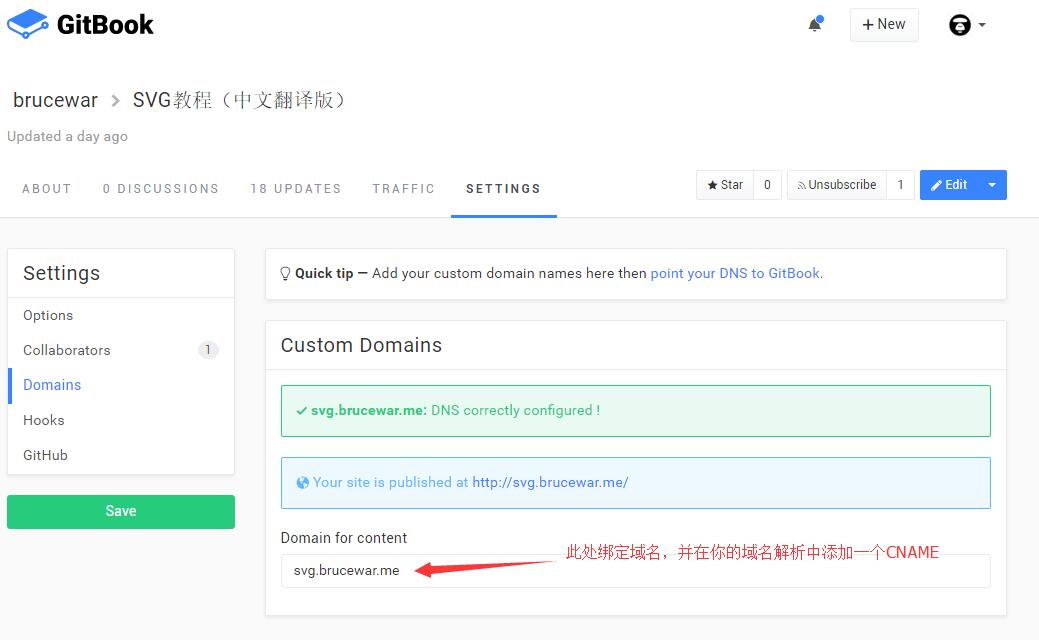 GitBook
New
brucewar > SVG教程（中文翻译版）
Updated a day ago
ABOUT 0 DISCUSSIONS 18 UPDATES TRAFFIC SETTINGS
Star 0 Unsubscribe 1 Edit
Settings
Options
Collaborators 1
Domains
Hooks
GitHub
Save
Quick tip — Add your custom domain names here then point your DNS to GitBook.
Custom Domains
svg.brucewar.me: DNS correctly configured !
Your site is published at http://svg.brucewar.me/
Domain for content
此处绑定域名，并在你的域名解析中添加一个CNAME
svg.brucewar.me